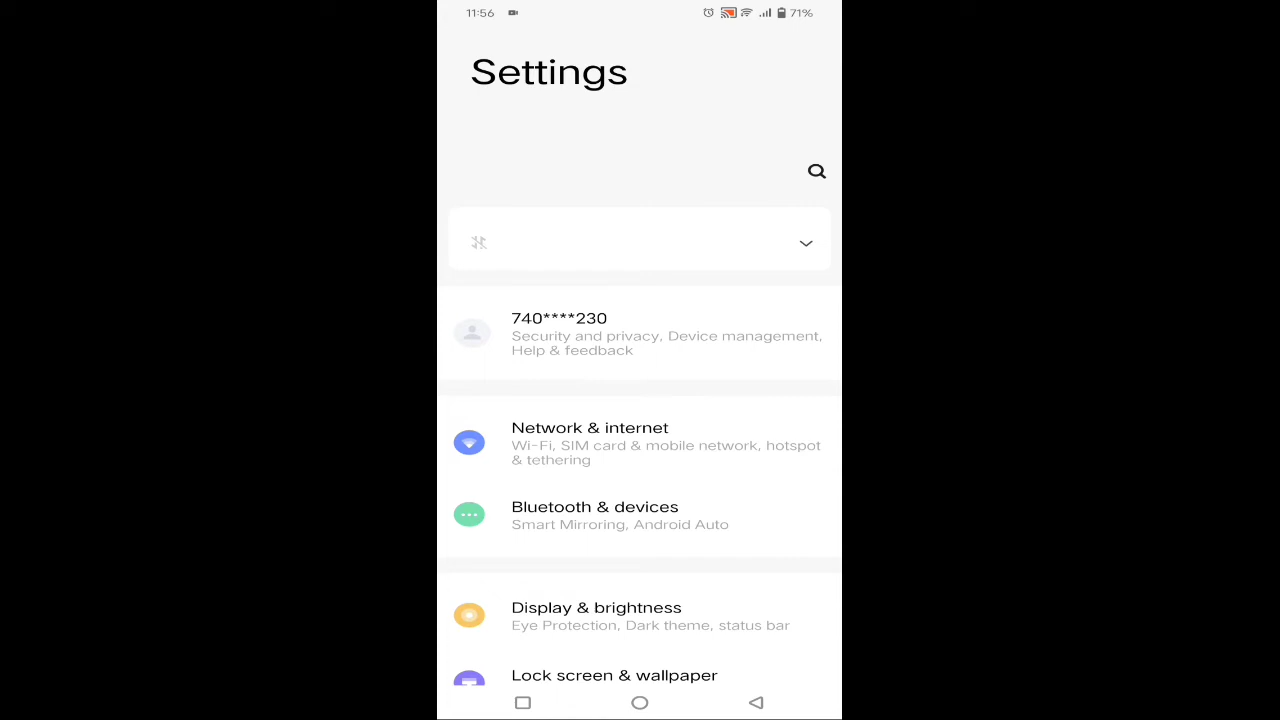 11:56
71%
Settings
740****230
Security and privacy, Device management,
Help & feedback
Network & internet
Wi-Fi, SIM card & mobile network, hotspot
& tethering
Bluetooth & devices
Smart Mirroring, Android Auto
Display & brightness
Eye Protection, Dark theme, status bar
Lock screen & wallpaper